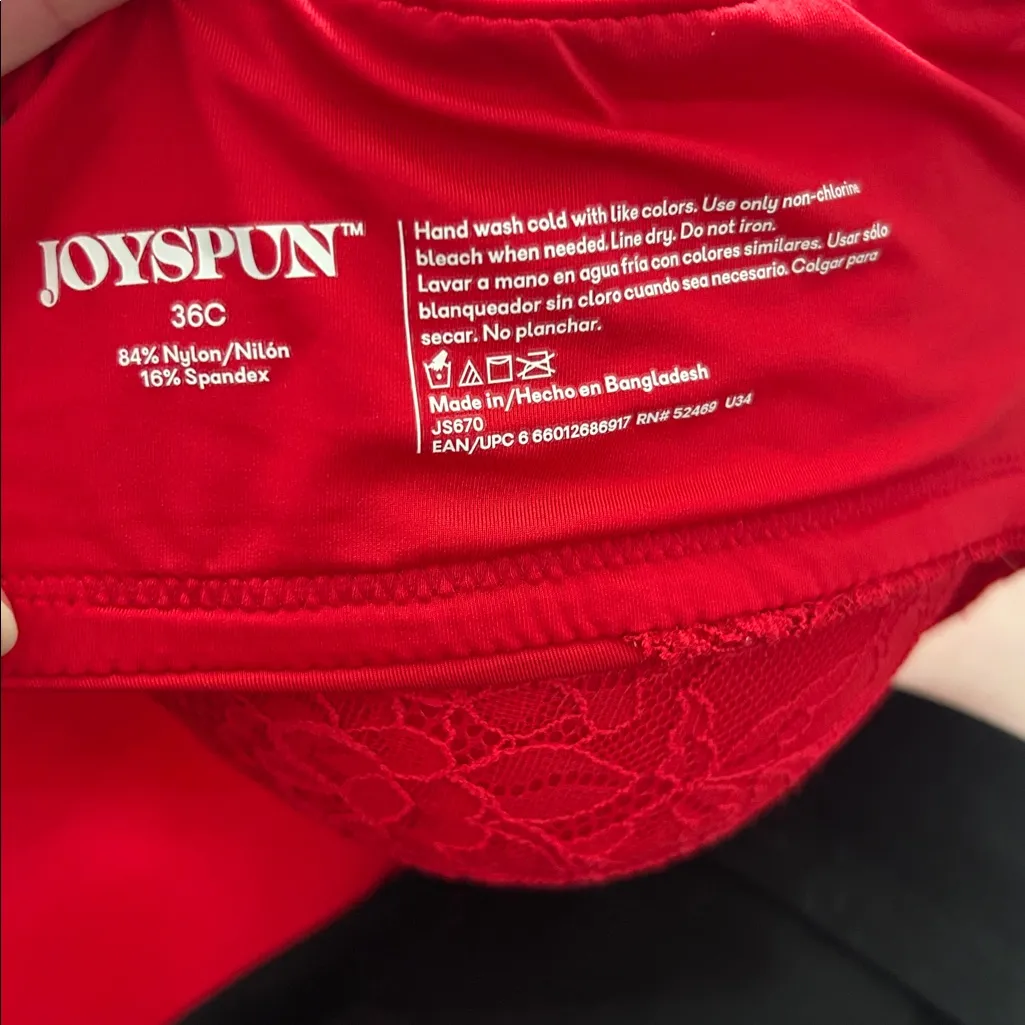 JOYSPUN™
36C
84% Nylon/Nilón
16% Spandex
Hand wash cold with like colors. Use only non-chlorine
bleach when needed. Line dry. Do not iron.
Lavar a mano en agua fría con colores similares. Usar sólo
blanqueador sin cloro cuando sea necesario. Colgar para
secar. No planchar.
Made in/Hecho en Bangladesh
JS670
EAN/UPC 6 66012686917 RN# 52469 U34